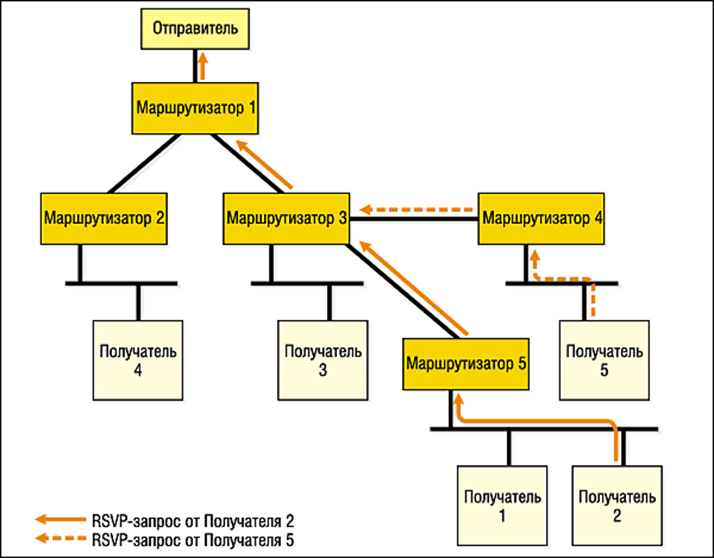 Отправитель
Маршрутизатор 1
Маршрутизатор 2
Маршрутизатор 3
Маршрутизатор 4
Получатель
4
Получатель
3
Маршрутизатор 5
Получатель
5
Получатель
1
Получатель
2
RSVP-запрос от Получателя 2
RSVP-запрос от Получателя 5